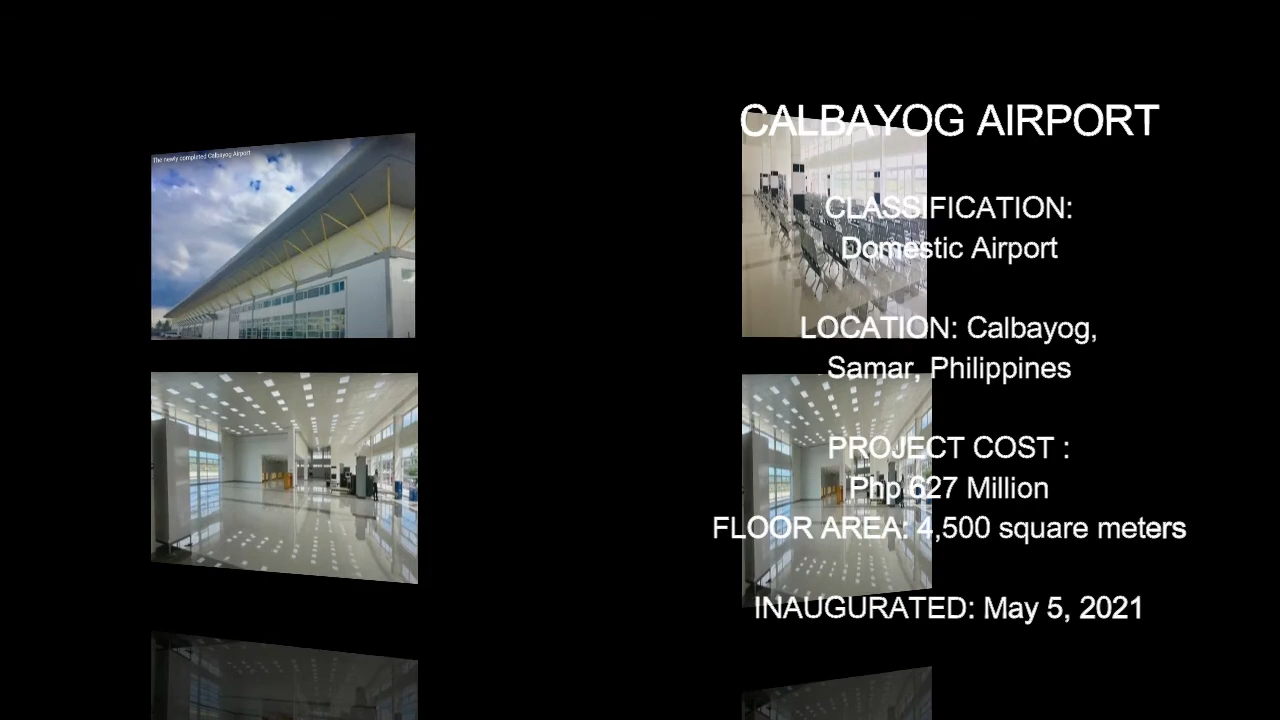 The newly completed Calbayog Airport
CALBAYOG AIRPORT
CLASSIFICATION:
Domestic Airport
LOCATION: Calbayog,
Samar, Philippines
PROJECT COST :
Php 627 Million
FLOOR AREA: 4,500 square meters
INAUGURATED: May 5, 2021